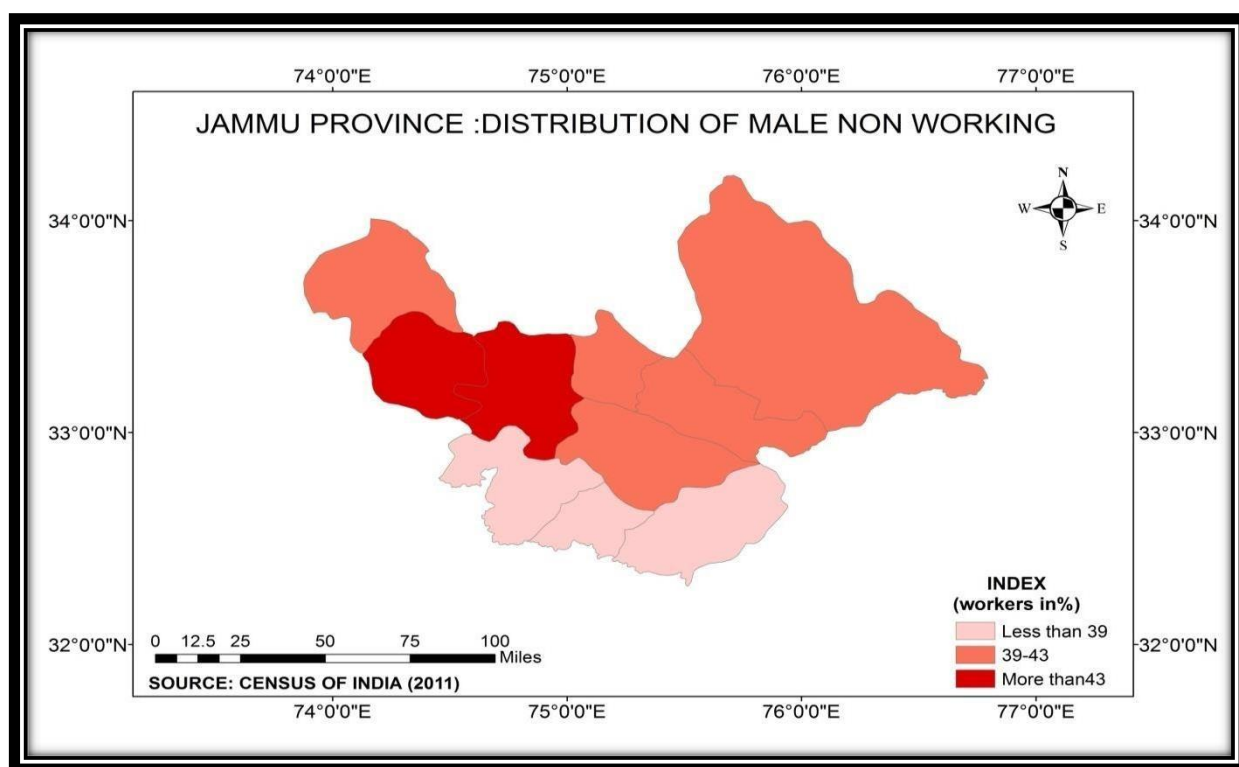 74°0'0"E 75°0'0"E 76°0'0"E 77°0'0"E
JAMMU PROVINCE :DISTRIBUTION OF MALE NON WORKING
N
W E
S
34°0'0"N 34°0'0"N
33°0'0"N 33°0'0"N
INDEX
(workers in%)
Less than 39
39-43
More than43
32°0'0"N 32°0'0"N
0 12.5 25 50 75 100
Miles
SOURCE: CENSUS OF INDIA (2011)
74°0'0"E 75°0'0"E 76°0'0"E 77°0'0"E